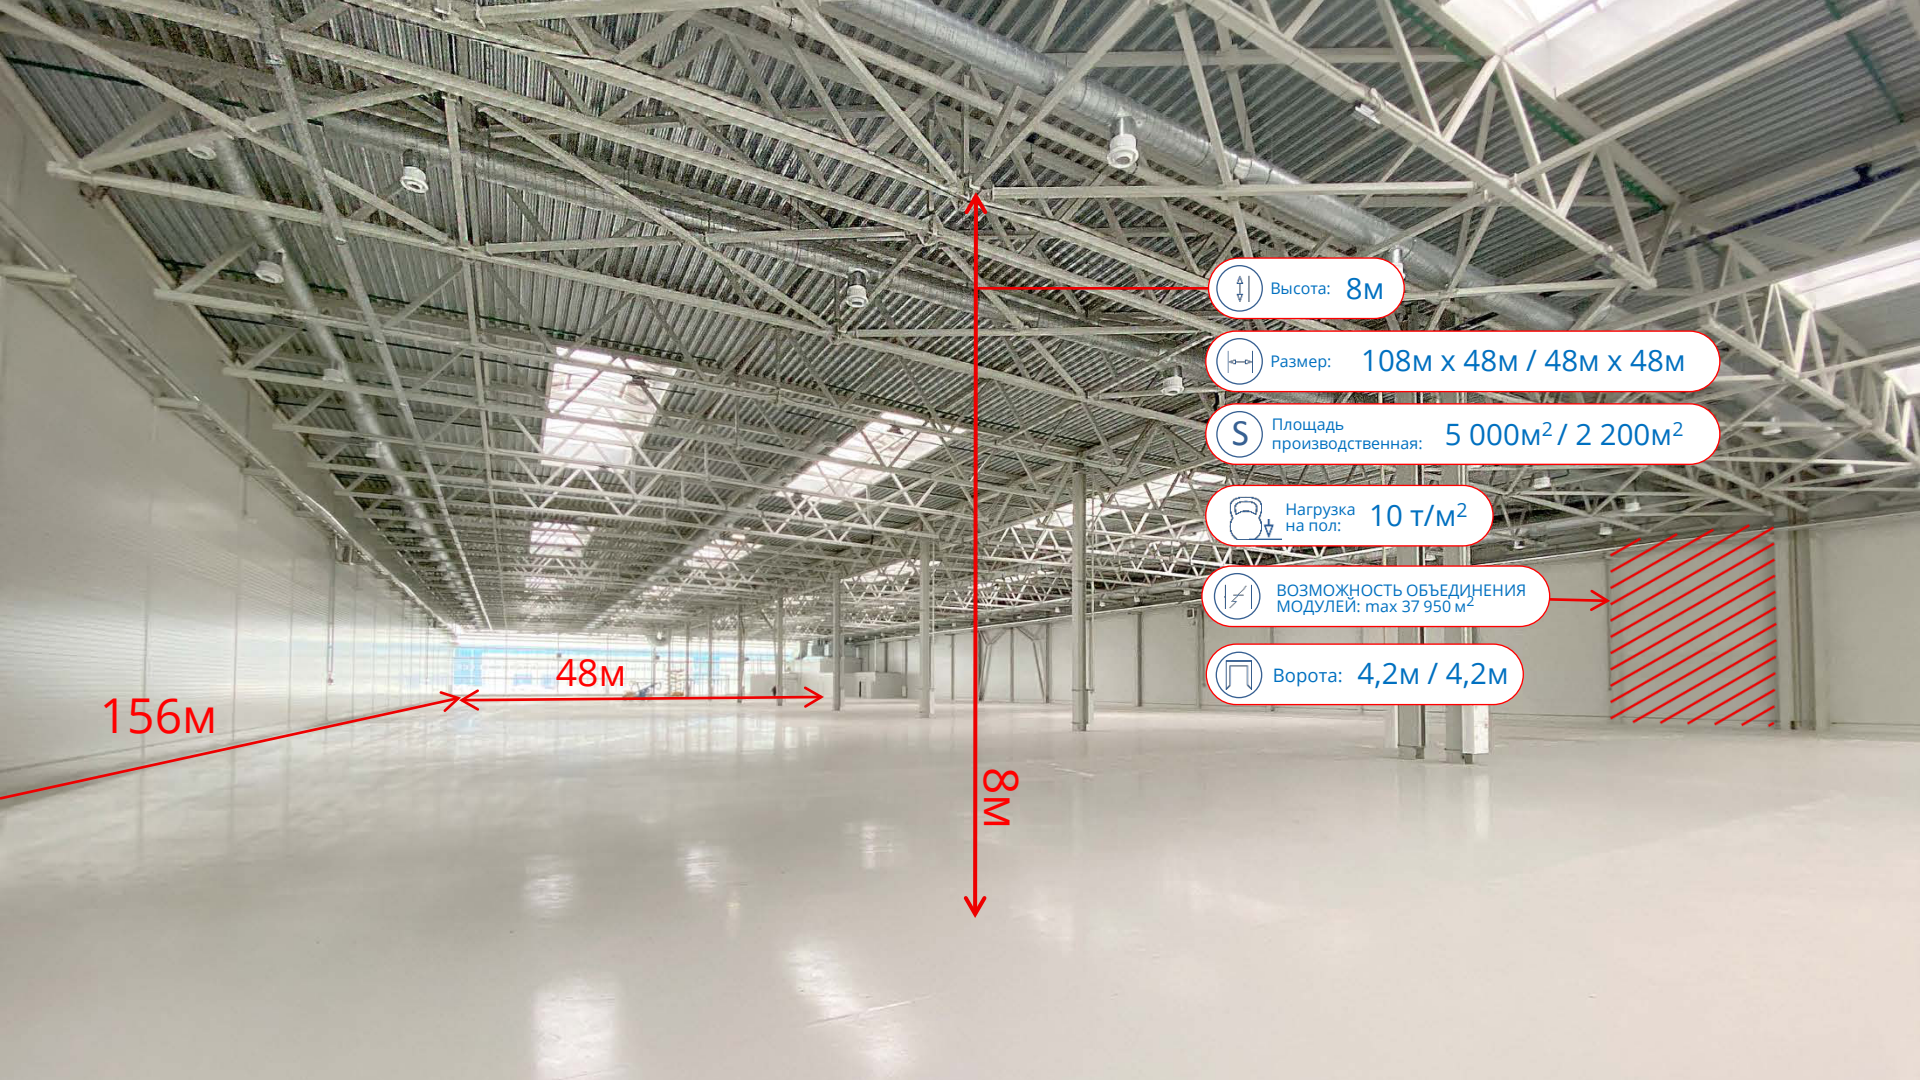 Высота: 8м
Размер: 108м x 48м / 48м x 48м
S Площадь
производственная: 5 000м² / 2 200м²
Нагрузка
на пол: 10 т/м²
ВОЗМОЖНОСТЬ ОБЪЕДИНЕНИЯ
МОДУЛЕЙ: max 37 950 м²
Ворота: 4,2м / 4,2м
48м
156м
8м